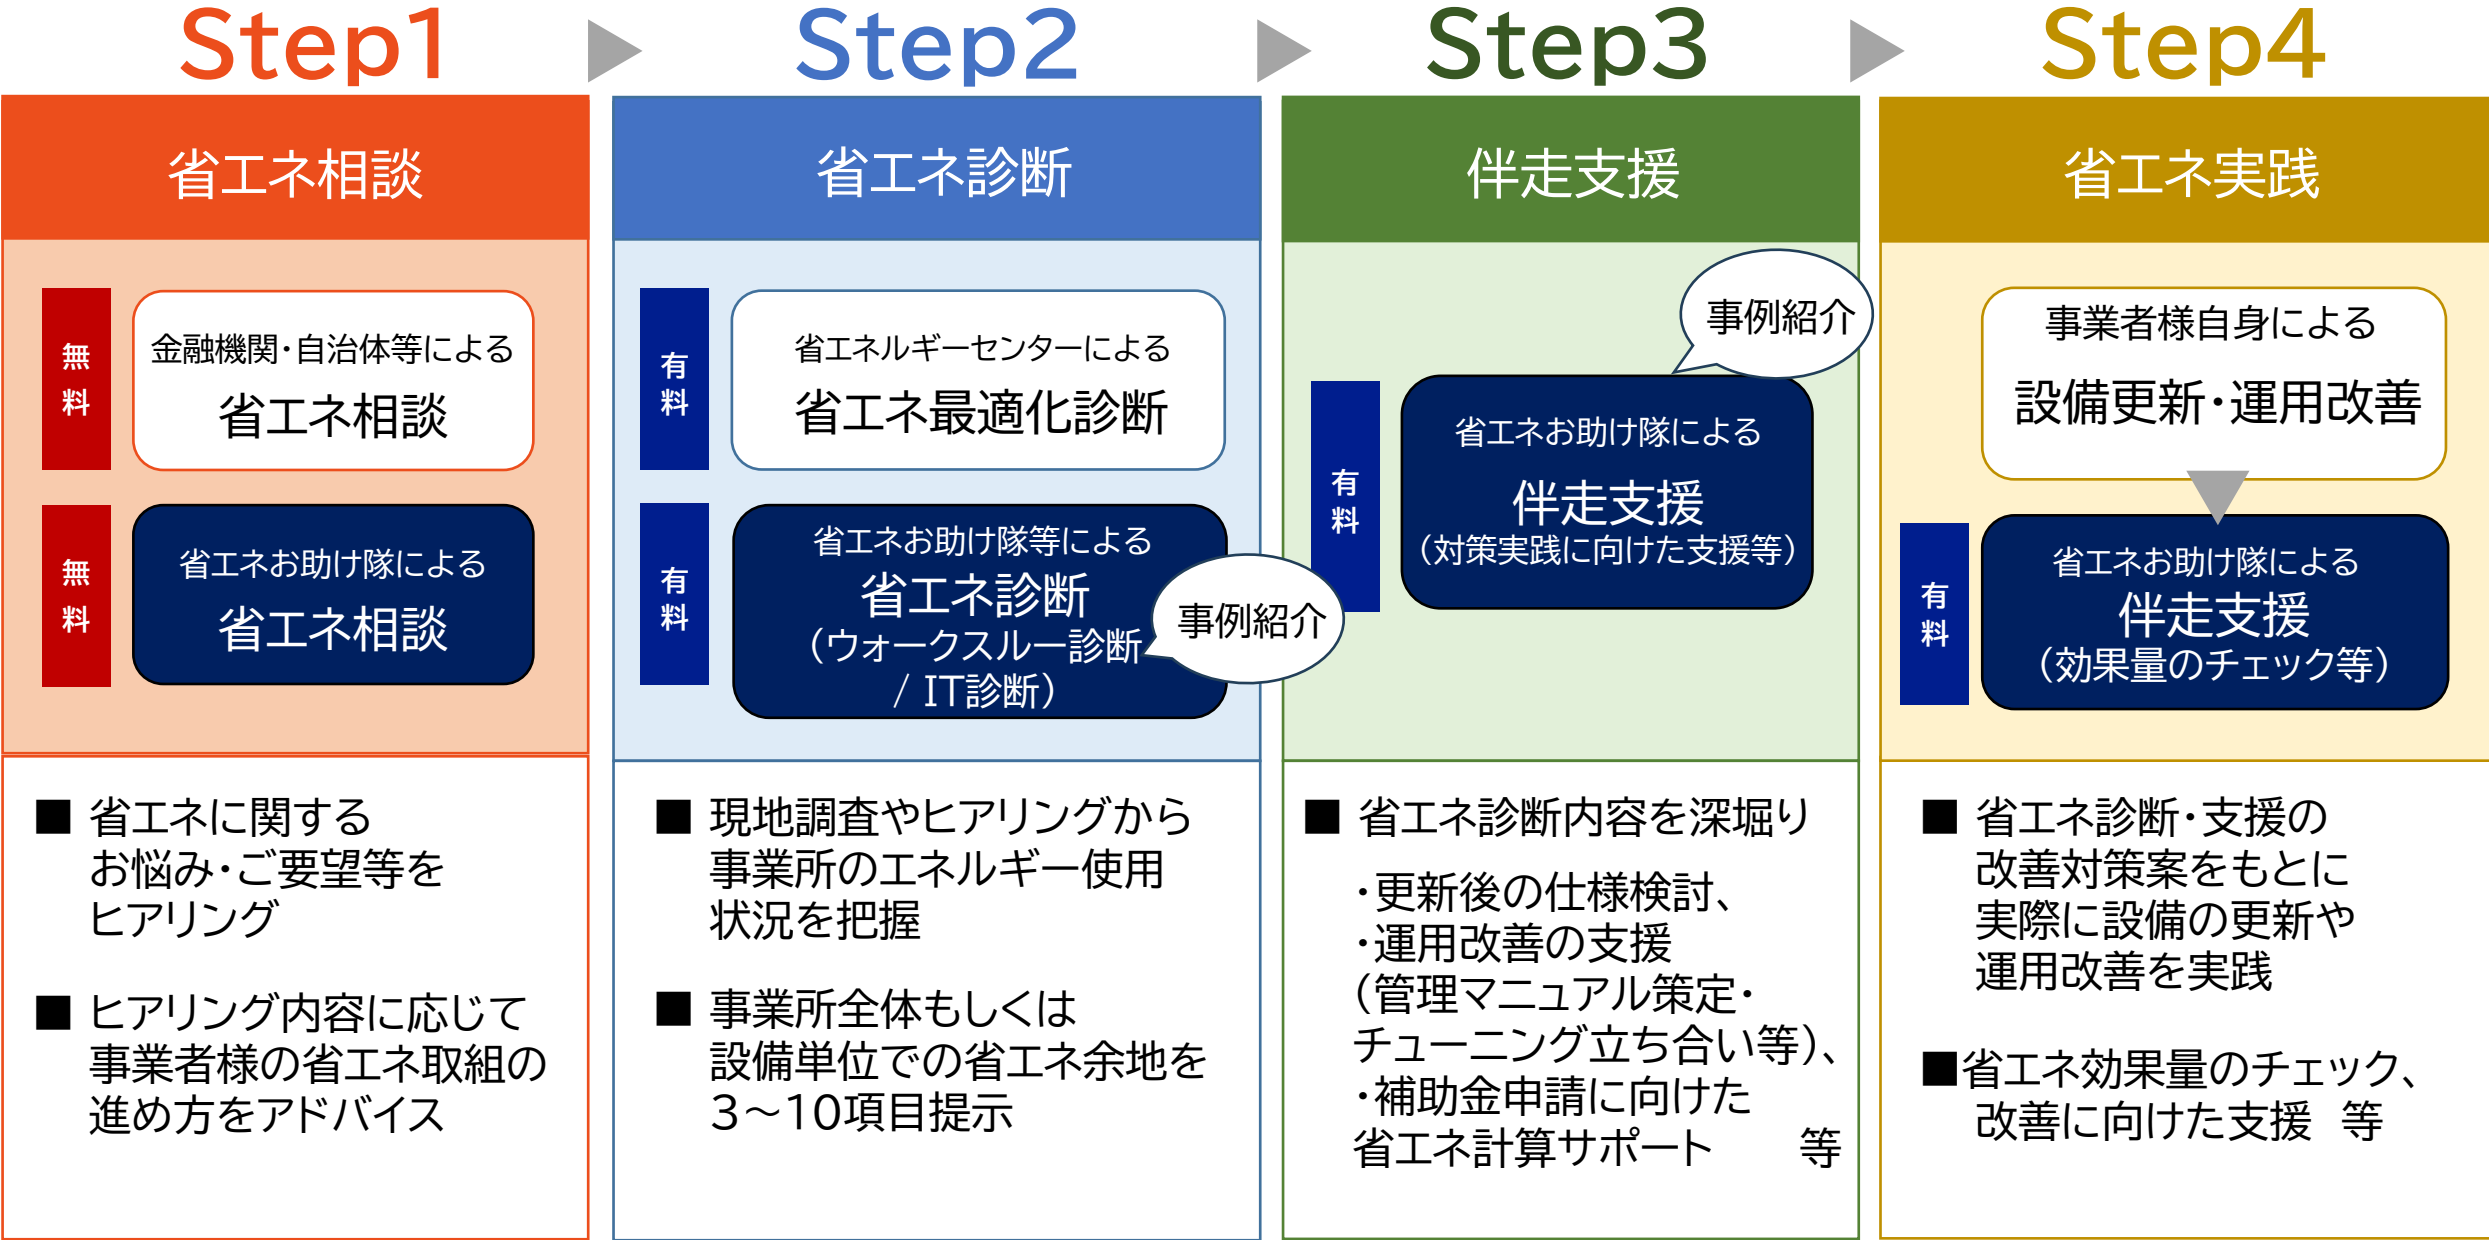 Step1
省エネ相談
無料
金融機関・自治体等による
省エネ相談
無料
省エネお助け隊による
省エネ相談
■ 省エネに関する
お悩み・ご要望等を
ヒアリング
■ ヒアリング内容に応じて
事業者様の省エネ取組の
進め方をアドバイス
Step2
省エネ診断
有料
省エネルギーセンターによる
省エネ最適化診断
有料
省エネお助け隊等による
省エネ診断
（ウォークスルー診断
/ IT診断）
事例紹介
■ 現地調査やヒアリングから
事業所のエネルギー使用
状況を把握
■ 事業所全体もしくは
設備単位での省エネ余地を
3～10項目提示
Step3
伴走支援
事例紹介
有料
省エネお助け隊による
伴走支援
（対策実践に向けた支援等）
■ 省エネ診断内容を深堀り
・更新後の仕様検討、
・運用改善の支援
（管理マニュアル策定・
チューニング立ち合い等）、
・補助金申請に向けた
省エネ計算サポート　　等
Step4
省エネ実践
事業者様自身による
設備更新・運用改善
有料
省エネお助け隊による
伴走支援
（効果量のチェック等）
■ 省エネ診断・支援の
改善対策案をもとに
実際に設備の更新や
運用改善を実践
■省エネ効果量のチェック、
改善に向けた支援　等